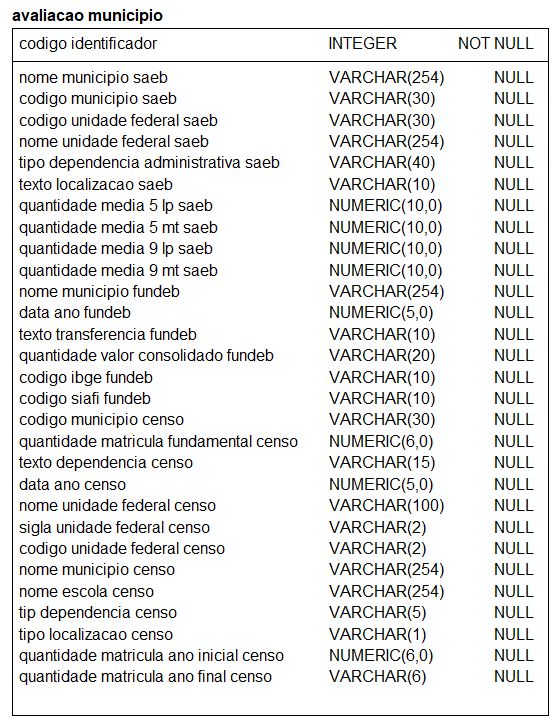 avaliacao municipio
codigo identificador INTEGER NOT NULL
nome municipio saeb VARCHAR(254) NULL
codigo municipio saeb VARCHAR(30) NULL
codigo unidade federal saeb VARCHAR(30) NULL
nome unidade federal saeb VARCHAR(254) NULL
tipo dependencia administrativa saeb VARCHAR(40) NULL
texto localizacao saeb VARCHAR(10) NULL
quantidade media 5 lp saeb NUMERIC(10,0) NULL
quantidade media 5 mt saeb NUMERIC(10,0) NULL
quantidade media 9 lp saeb NUMERIC(10,0) NULL
quantidade media 9 mt saeb NUMERIC(10,0) NULL
nome municipio fundeb VARCHAR(254) NULL
data ano fundeb NUMERIC(5,0) NULL
texto transferencia fundeb VARCHAR(10) NULL
quantidade valor consolidado fundeb VARCHAR(20) NULL
codigo ibge fundeb VARCHAR(10) NULL
codigo siafi fundeb VARCHAR(10) NULL
codigo municipio censo VARCHAR(30) NULL
quantidade matricula fundamental censo NUMERIC(6,0) NULL
texto dependencia censo VARCHAR(15) NULL
data ano censo NUMERIC(5,0) NULL
nome unidade federal censo VARCHAR(100) NULL
sigla unidade federal censo VARCHAR(2) NULL
codigo unidade federal censo VARCHAR(2) NULL
nome municipio censo VARCHAR(254) NULL
nome escola censo VARCHAR(254) NULL
tip dependencia censo VARCHAR(5) NULL
tipo localizacao censo VARCHAR(1) NULL
quantidade matricula ano inicial censo NUMERIC(6,0) NULL
quantidade matricula ano final censo VARCHAR(6) NULL